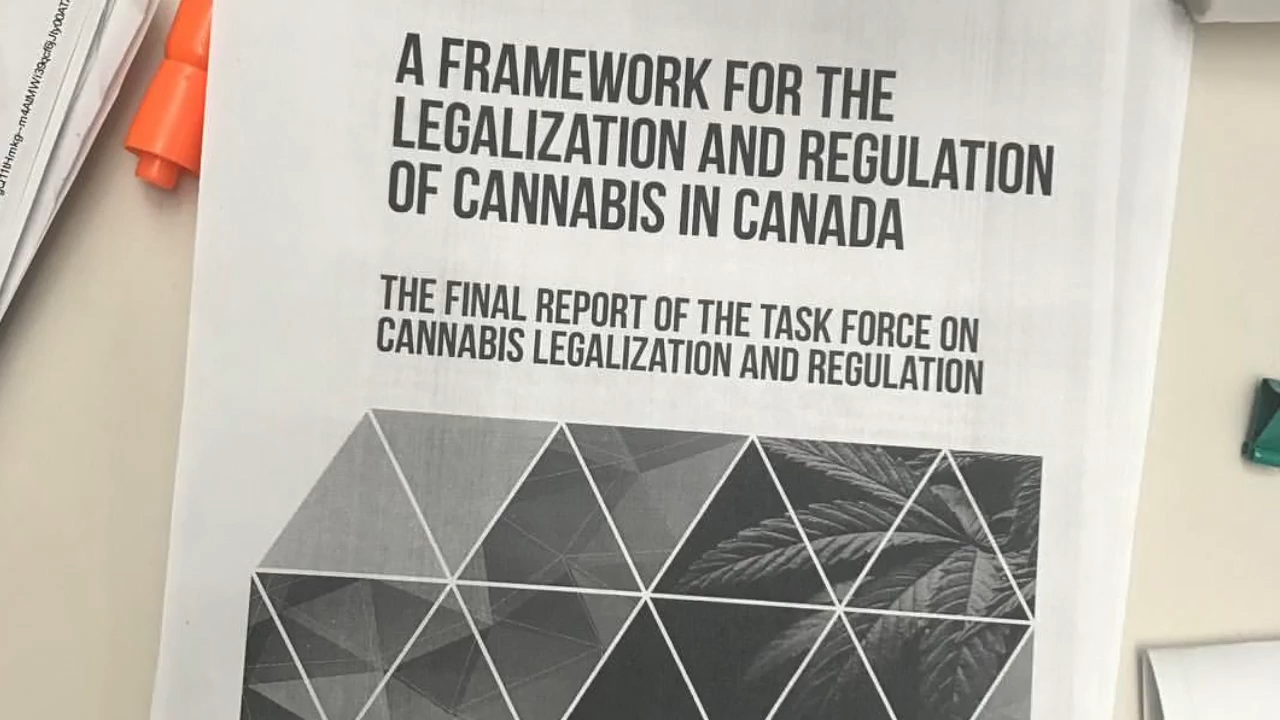 A FRAMEWORK FOR THE
LEGALIZATION AND REGULATION
OF CANNABIS IN CANADA
THE FINAL REPORT OF THE TASK FORCE ON
CANNABIS LEGALIZATION AND REGULATION